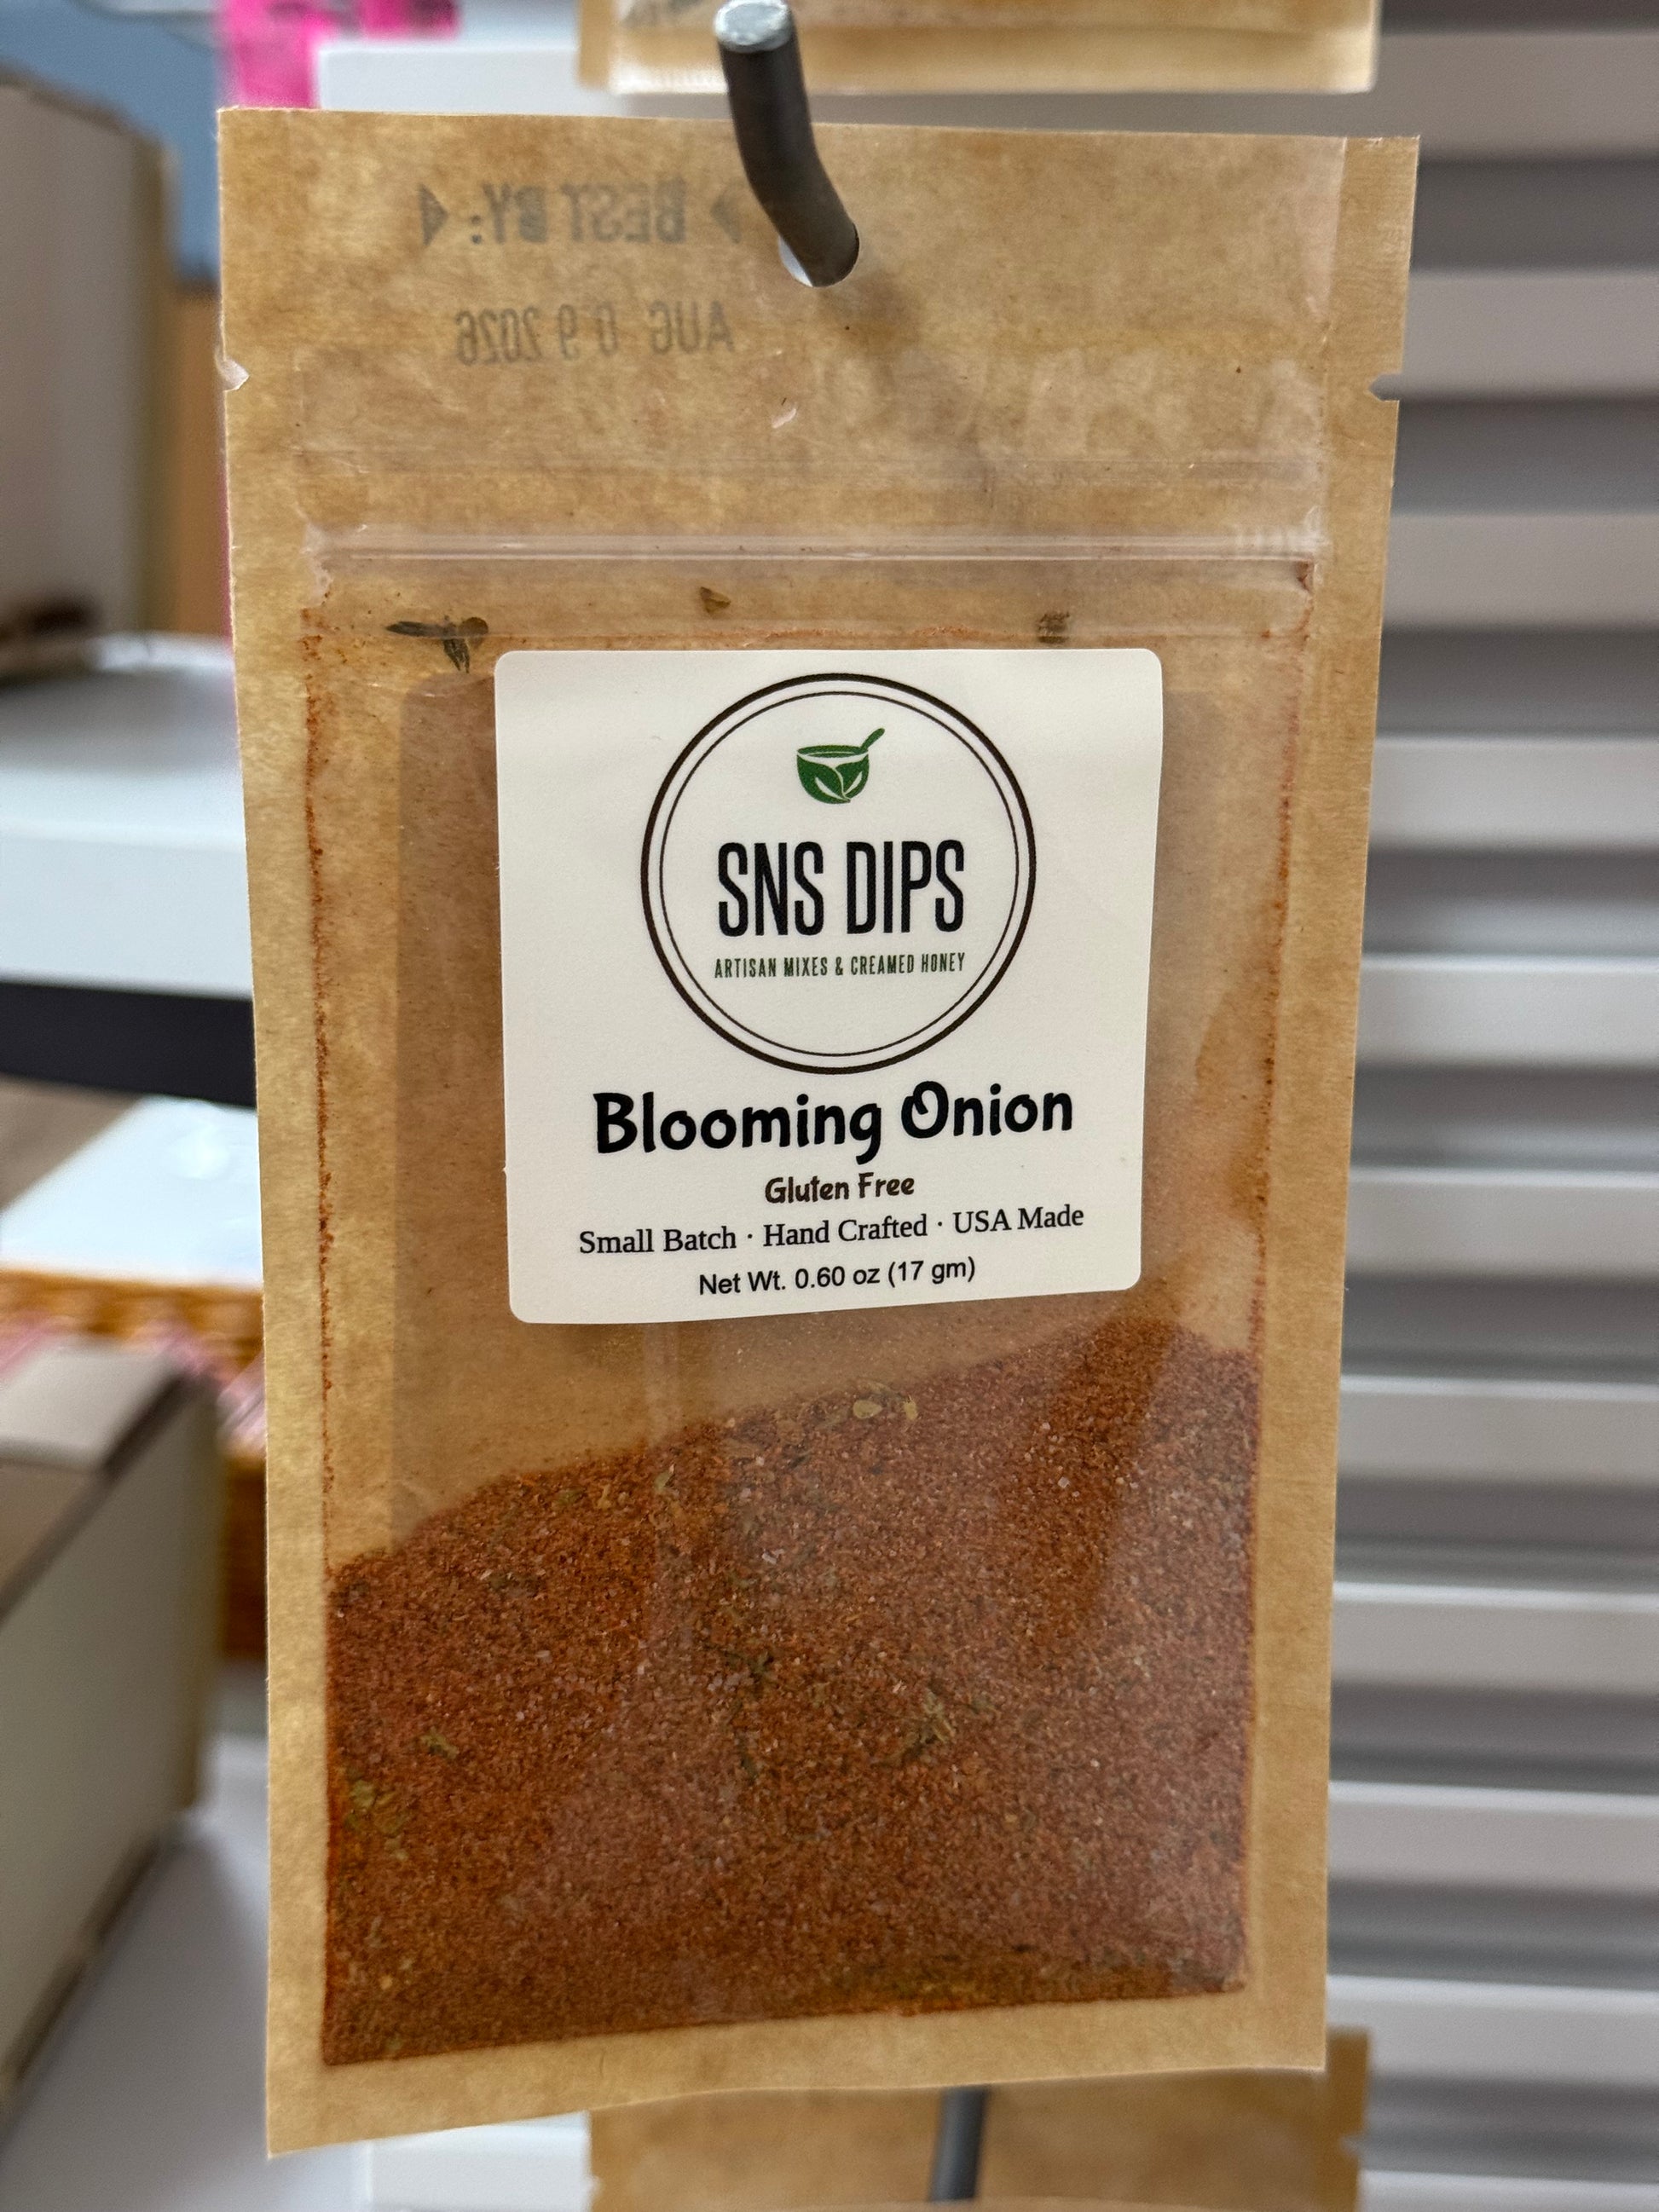 BEST BY:
AUG 09 2026
SNS DIPS
ARTISAN MIXES & CREAMED HONEY
Blooming Onion
Gluten Free
Small Batch · Hand Crafted · USA Made
Net Wt. 0.60 oz (17 gm)